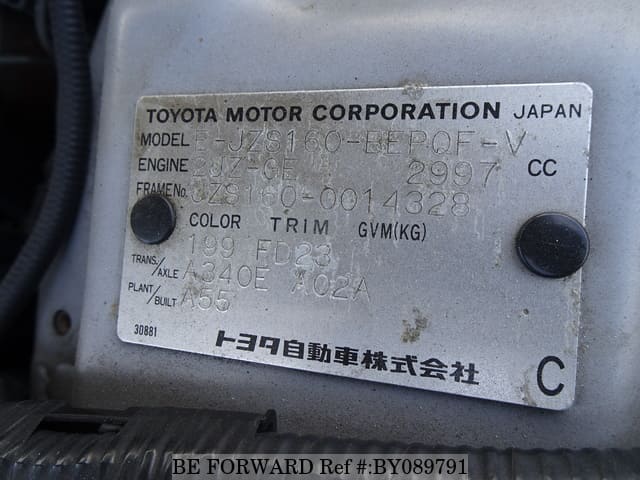 TOYOTA MOTOR CORPORATION JAPAN
MODEL E-JZS160-BEPQF-V
ENGINE 2JZ-GE 2997 CC
FRAME No. JZS160-0014328
COLOR TRIM GVM(KG)
199 FD23
TRANS./AXLE A340E A02A
PLANT/BUILT A55
30881
トヨタ自動車株式会社
C
BE FORWARD Ref #:BY089791